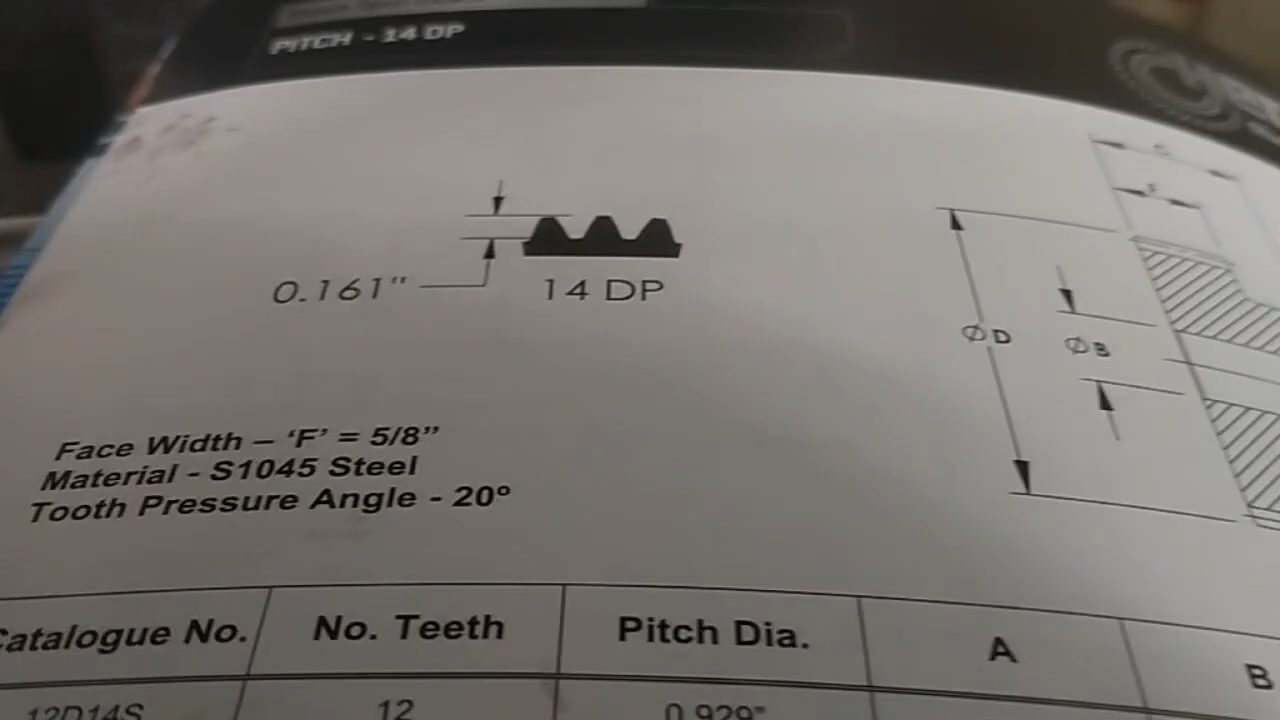 PITCH - 14 DP
0.161"
14 DP
ØD
ØB
F
Face Width – ‘F’ = 5/8”
Material - S1045 Steel
Tooth Pressure Angle - 20°
Catalogue No. No. Teeth Pitch Dia. A B
12D14S 12 0.929"